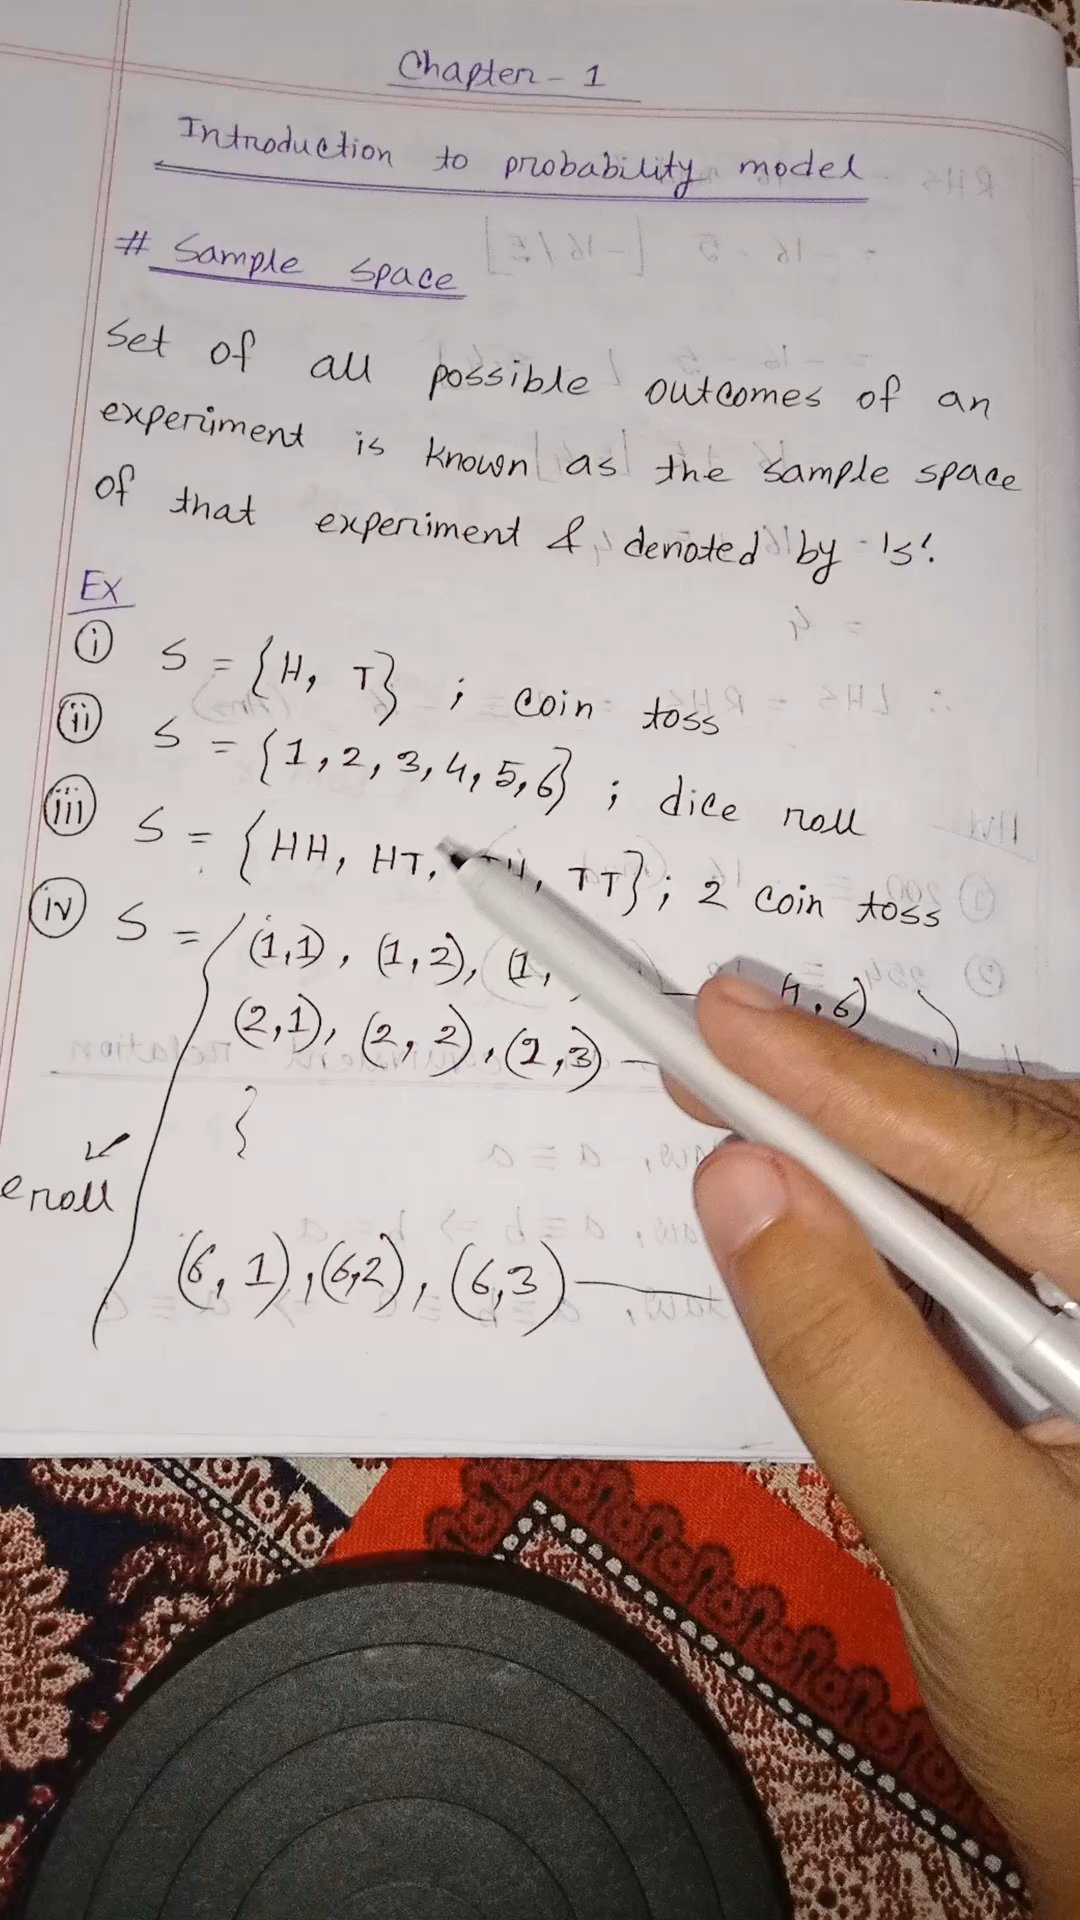 Chapter - 1
Introduction to probability model
# Sample space
Set of all possible outcomes of an
experiment is known as the sample space
of that experiment & denoted by 's'.
Ex
(i) S = {H, T} ; coin toss
(ii) S = {1, 2, 3, 4, 5, 6} ; dice roll
(iii) S = {HH, HT, TH, TT} ; 2 coin toss
(iv) S = (1,1), (1,2), (1, , 6)
(2,1), (2, 2), (2,3) —
}
roll
(6, 1), (6,2), (6,3) —